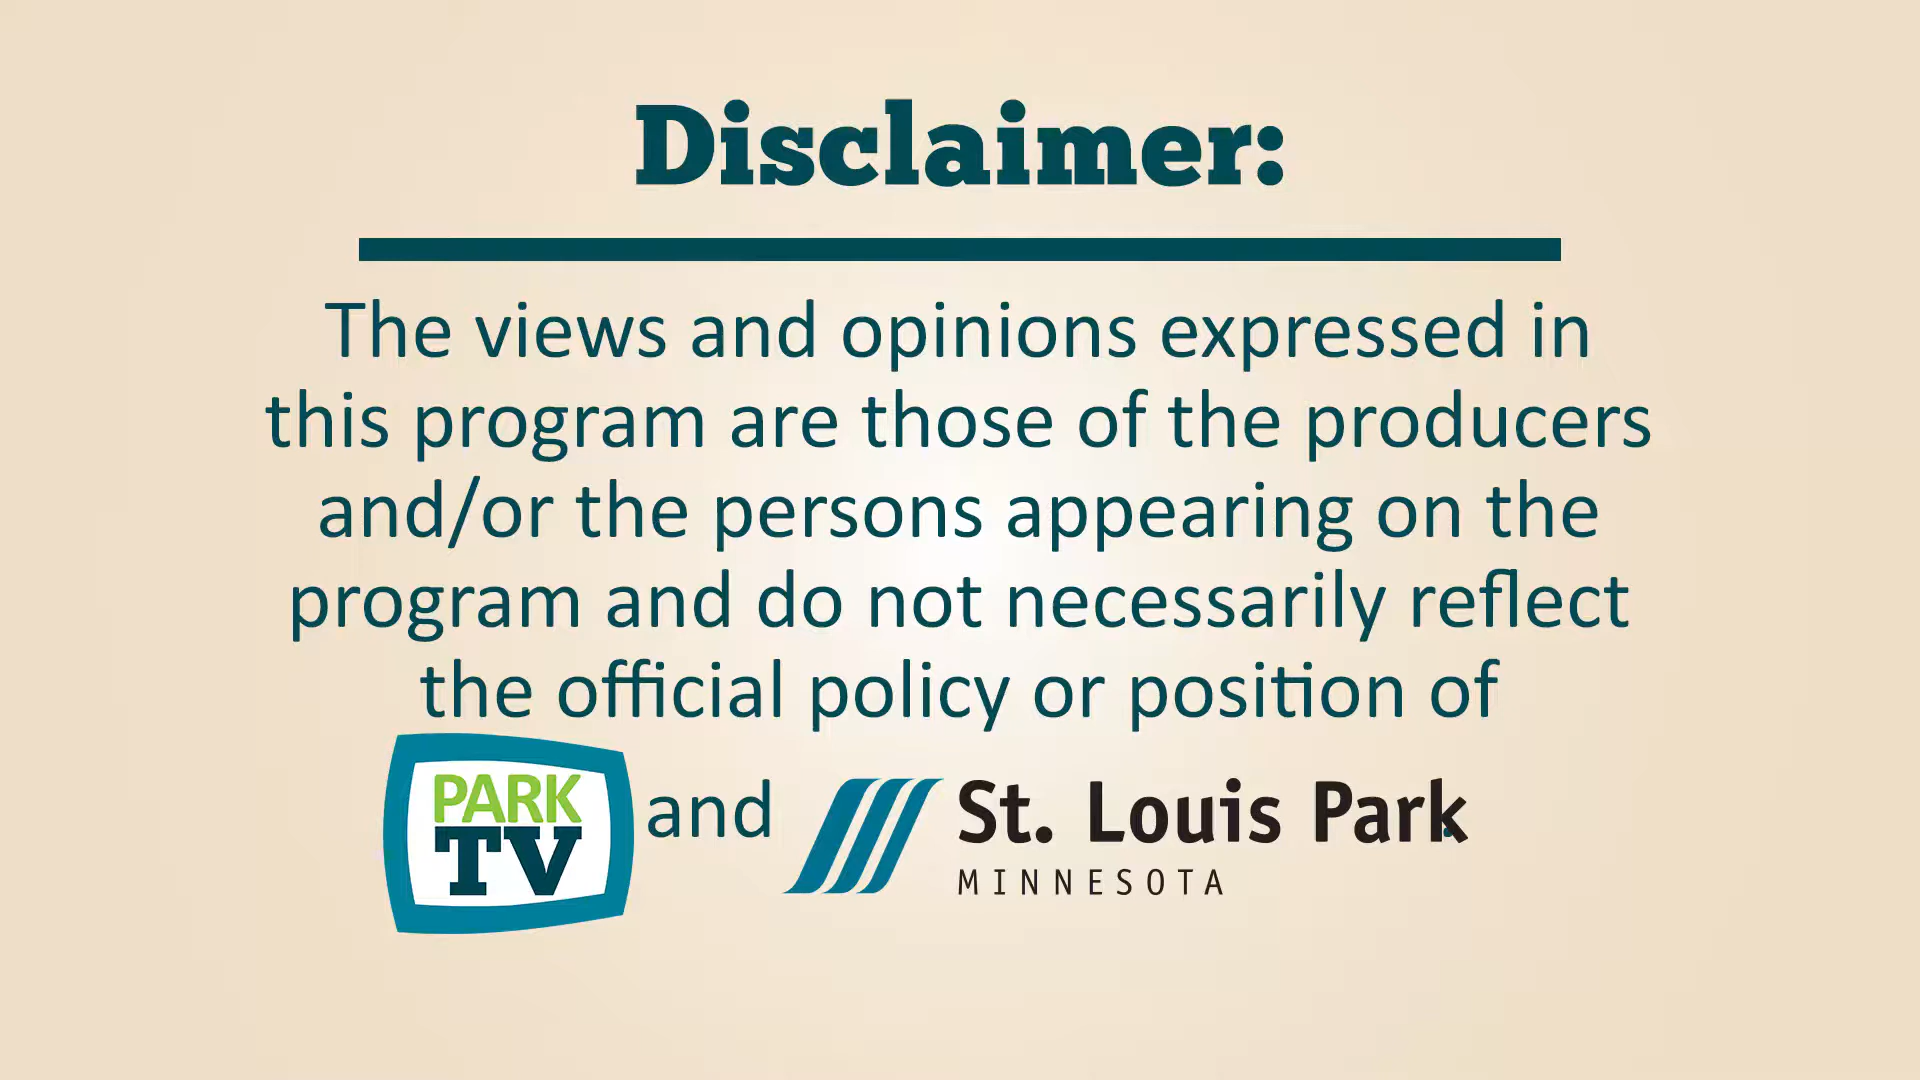 Disclaimer:
The views and opinions expressed in
this program are those of the producers
and/or the persons appearing on the
program and do not necessarily reflect
the official policy or position of
PARK
TV
and
St. Louis Park
MINNESOTA